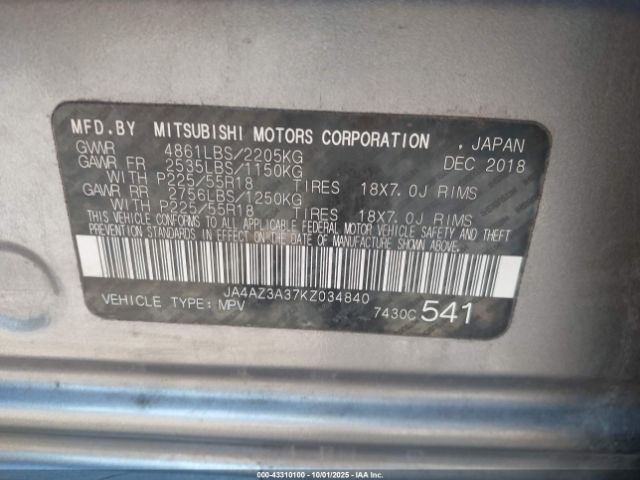 MFD.BY MITSUBISHI MOTORS CORPORATION . JAPAN
GVWR 4861LBS/2205KG DEC 2018
GAWR FR 2535LBS/1150KG
WITH P225/55R18 TIRES 18X7.0J RIMS
GAWR RR 2756LBS/1250KG
WITH P225/55R18 TIRES 18X7.0J RIMS
THIS VEHICLE CONFORMS TO ALL APPLICABLE FEDERAL MOTOR VEHICLE SAFETY AND THEFT
PREVENTION STANDARDS IN EFFECT ON THE DATE OF MANUFACTURE SHOWN ABOVE.
JA4AZ3A37KZ034840
VEHICLE TYPE:MPV 7430C 541
000-43310100 - 10/01/2025 - All rights reserved.